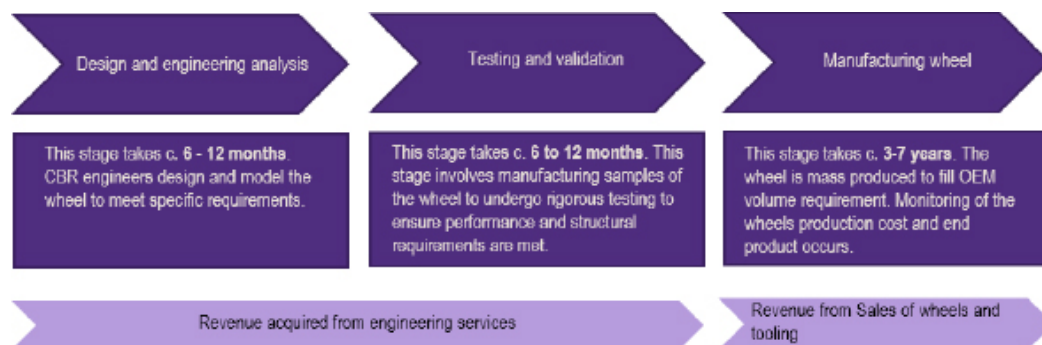 Design and engineering analysis
Testing and validation
Manufacturing wheel
This stage takes c. 6 - 12 months.
CBR engineers design and model the
wheel to meet specific requirements.
This stage takes c. 6 to 12 months. This
stage involves manufacturing samples of
the wheel to undergo rigorous testing to
ensure performance and structural
requirements are met.
This stage takes c. 3-7 years. The
wheel is mass produced to fill OEM
volume requirement. Monitoring of the
wheels production cost and end
product occurs.
Revenue acquired from engineering services
Revenue from Sales of wheels and
tooling